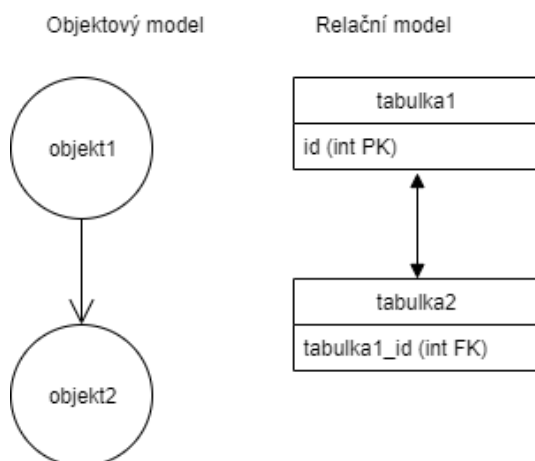 Objektový model
Relační model
objekt1
objekt2
tabulka1
id (int PK)
tabulka2
tabulka1_id (int FK)